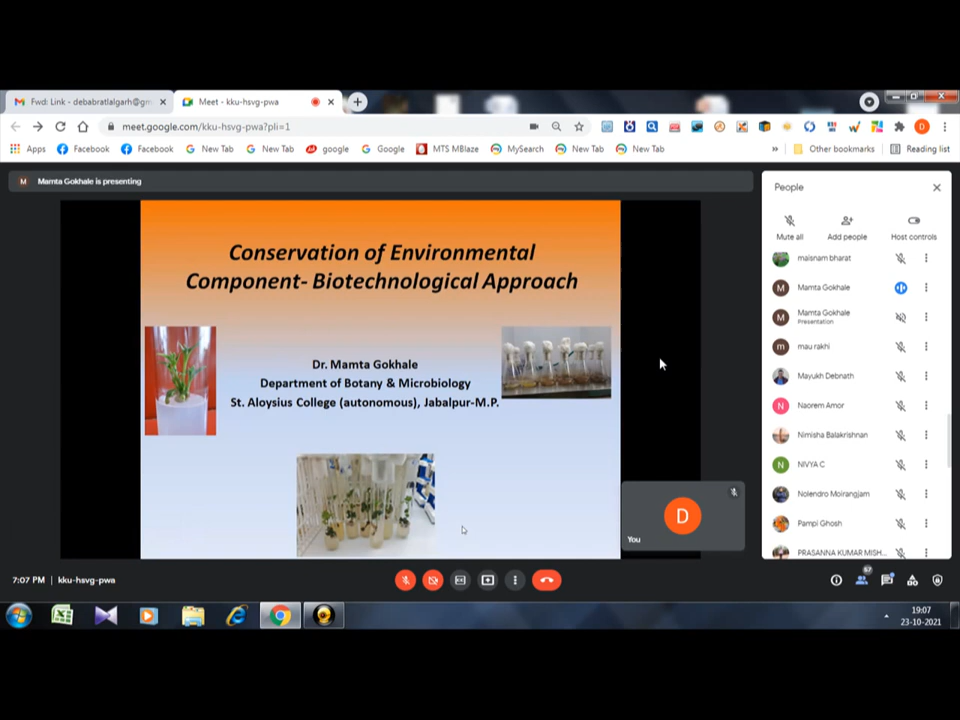 Fwd: Link - debabratlalgarh@gm
Meet - kku-hsvg-pwa
meet.google.com/kku-hsvg-pwa?pli=1
D
Apps
Facebook
Facebook
New Tab
New Tab
google
Google
MTS MBlaze
MySearch
New Tab
New Tab
»
Other bookmarks
Reading list
M
Mamta Gokhale is presenting
People
Mute all
Add people
Host controls
Conservation of Environmental
Component- Biotechnological Approach
Dr. Mamta Gokhale
Department of Botany & Microbiology
St. Aloysius College (autonomous), Jabalpur-M.P.
maisnam bharat
M
Mamta Gokhale
M
Mamta Gokhale
Presentation
m
mau rakhi
Mayukh Debnath
N
Naorem Amor
Nimisha Balakrishnan
N
NIVYA C
Nolendro Moirangjam
Pampi Ghosh
PRASANNA KUMAR MISH...
D
You
7:07 PM | kku-hsvg-pwa
57
19:07
23-10-2021